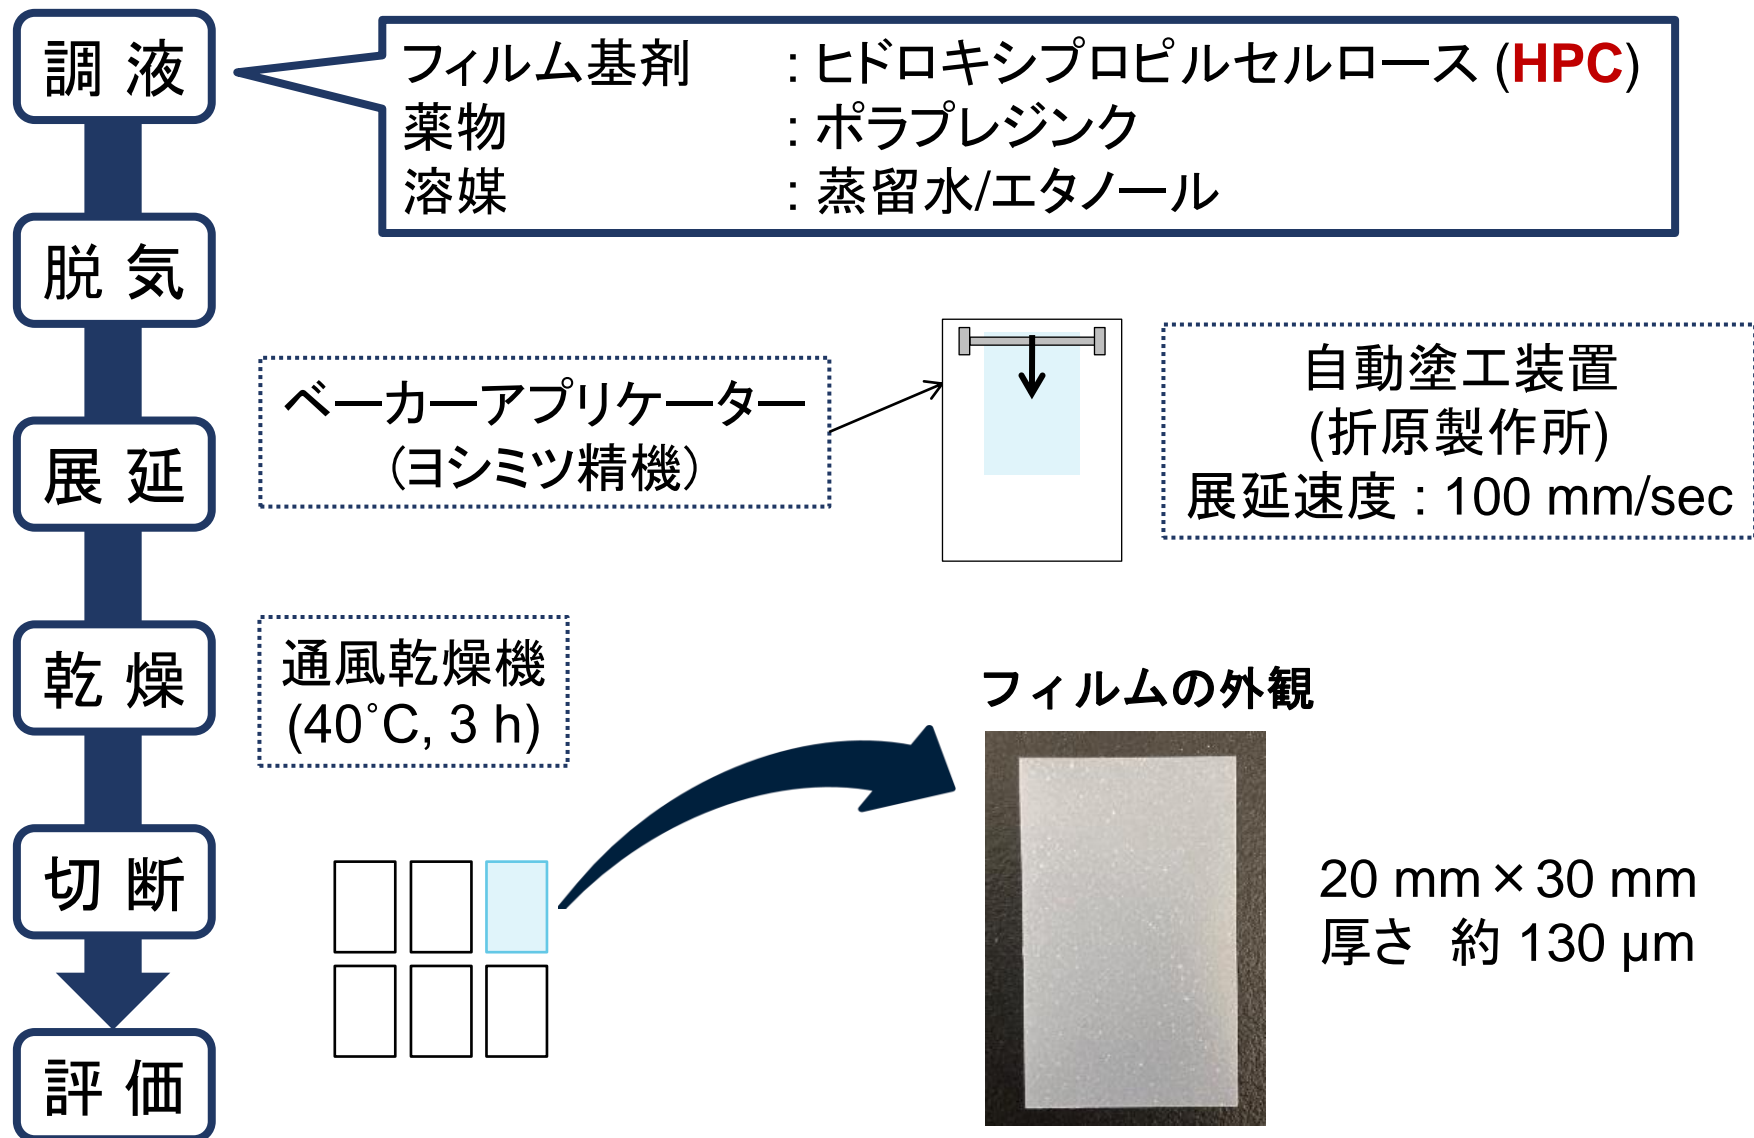 調 液
フィルム基剤 : ヒドロキシプロピルセルロース (HPC)
薬物 : ポラプレジンク
溶媒 : 蒸留水/エタノール
脱 気
展 延
ベーカーアプリケーター
(ヨシミツ精機)
自動塗工装置
(折原製作所)
展延速度 : 100 mm/sec
乾 燥
通風乾燥機
(40°C, 3 h)
フィルムの外観
切 断
20 mm × 30 mm
厚さ 約 130 μm
評 価